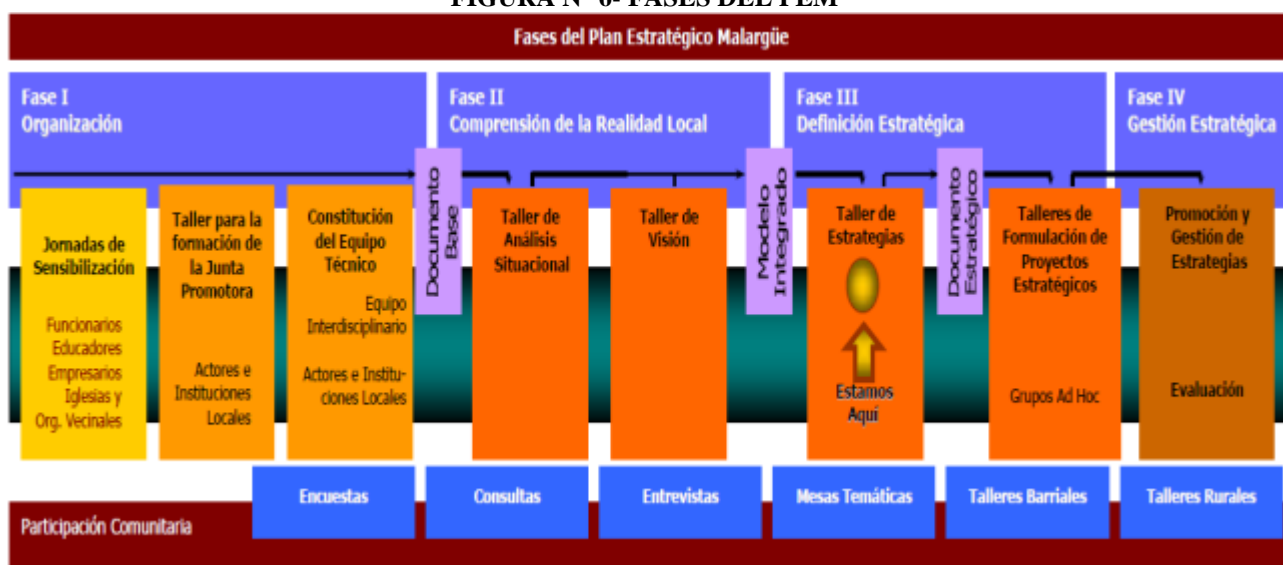 FIGURA N° 6- FASES DEL PEM
Fases del Plan Estratégico Malargüe
Fase I
Organización
Fase II
Comprensión de la Realidad Local
Fase III
Definición Estratégica
Fase IV
Gestión Estratégica
Jornadas de
Sensibilización
Funcionarios
Educadores
Empresarios
Iglesias y
Org. Vecinales
Taller para la
formación de
la Junta
Promotora
Actores e
Instituciones
Locales
Constitución
del Equipo
Técnico
Equipo
Interdisciplinario
Actores e Institu-
ciones Locales
Documento
Base
Taller de
Análisis
Situacional
Taller de
Visión
Modelo
Integrado
Taller de
Estrategias
Estamos
Aquí
Documento
Estratégico
Talleres de
Formulación de
Proyectos
Estratégicos
Grupos Ad Hoc
Promoción y
Gestión de
Estrategias
Evaluación
Encuestas
Consultas
Entrevistas
Mesas Temáticas
Talleres Barriales
Talleres Rurales
Participación Comunitaria